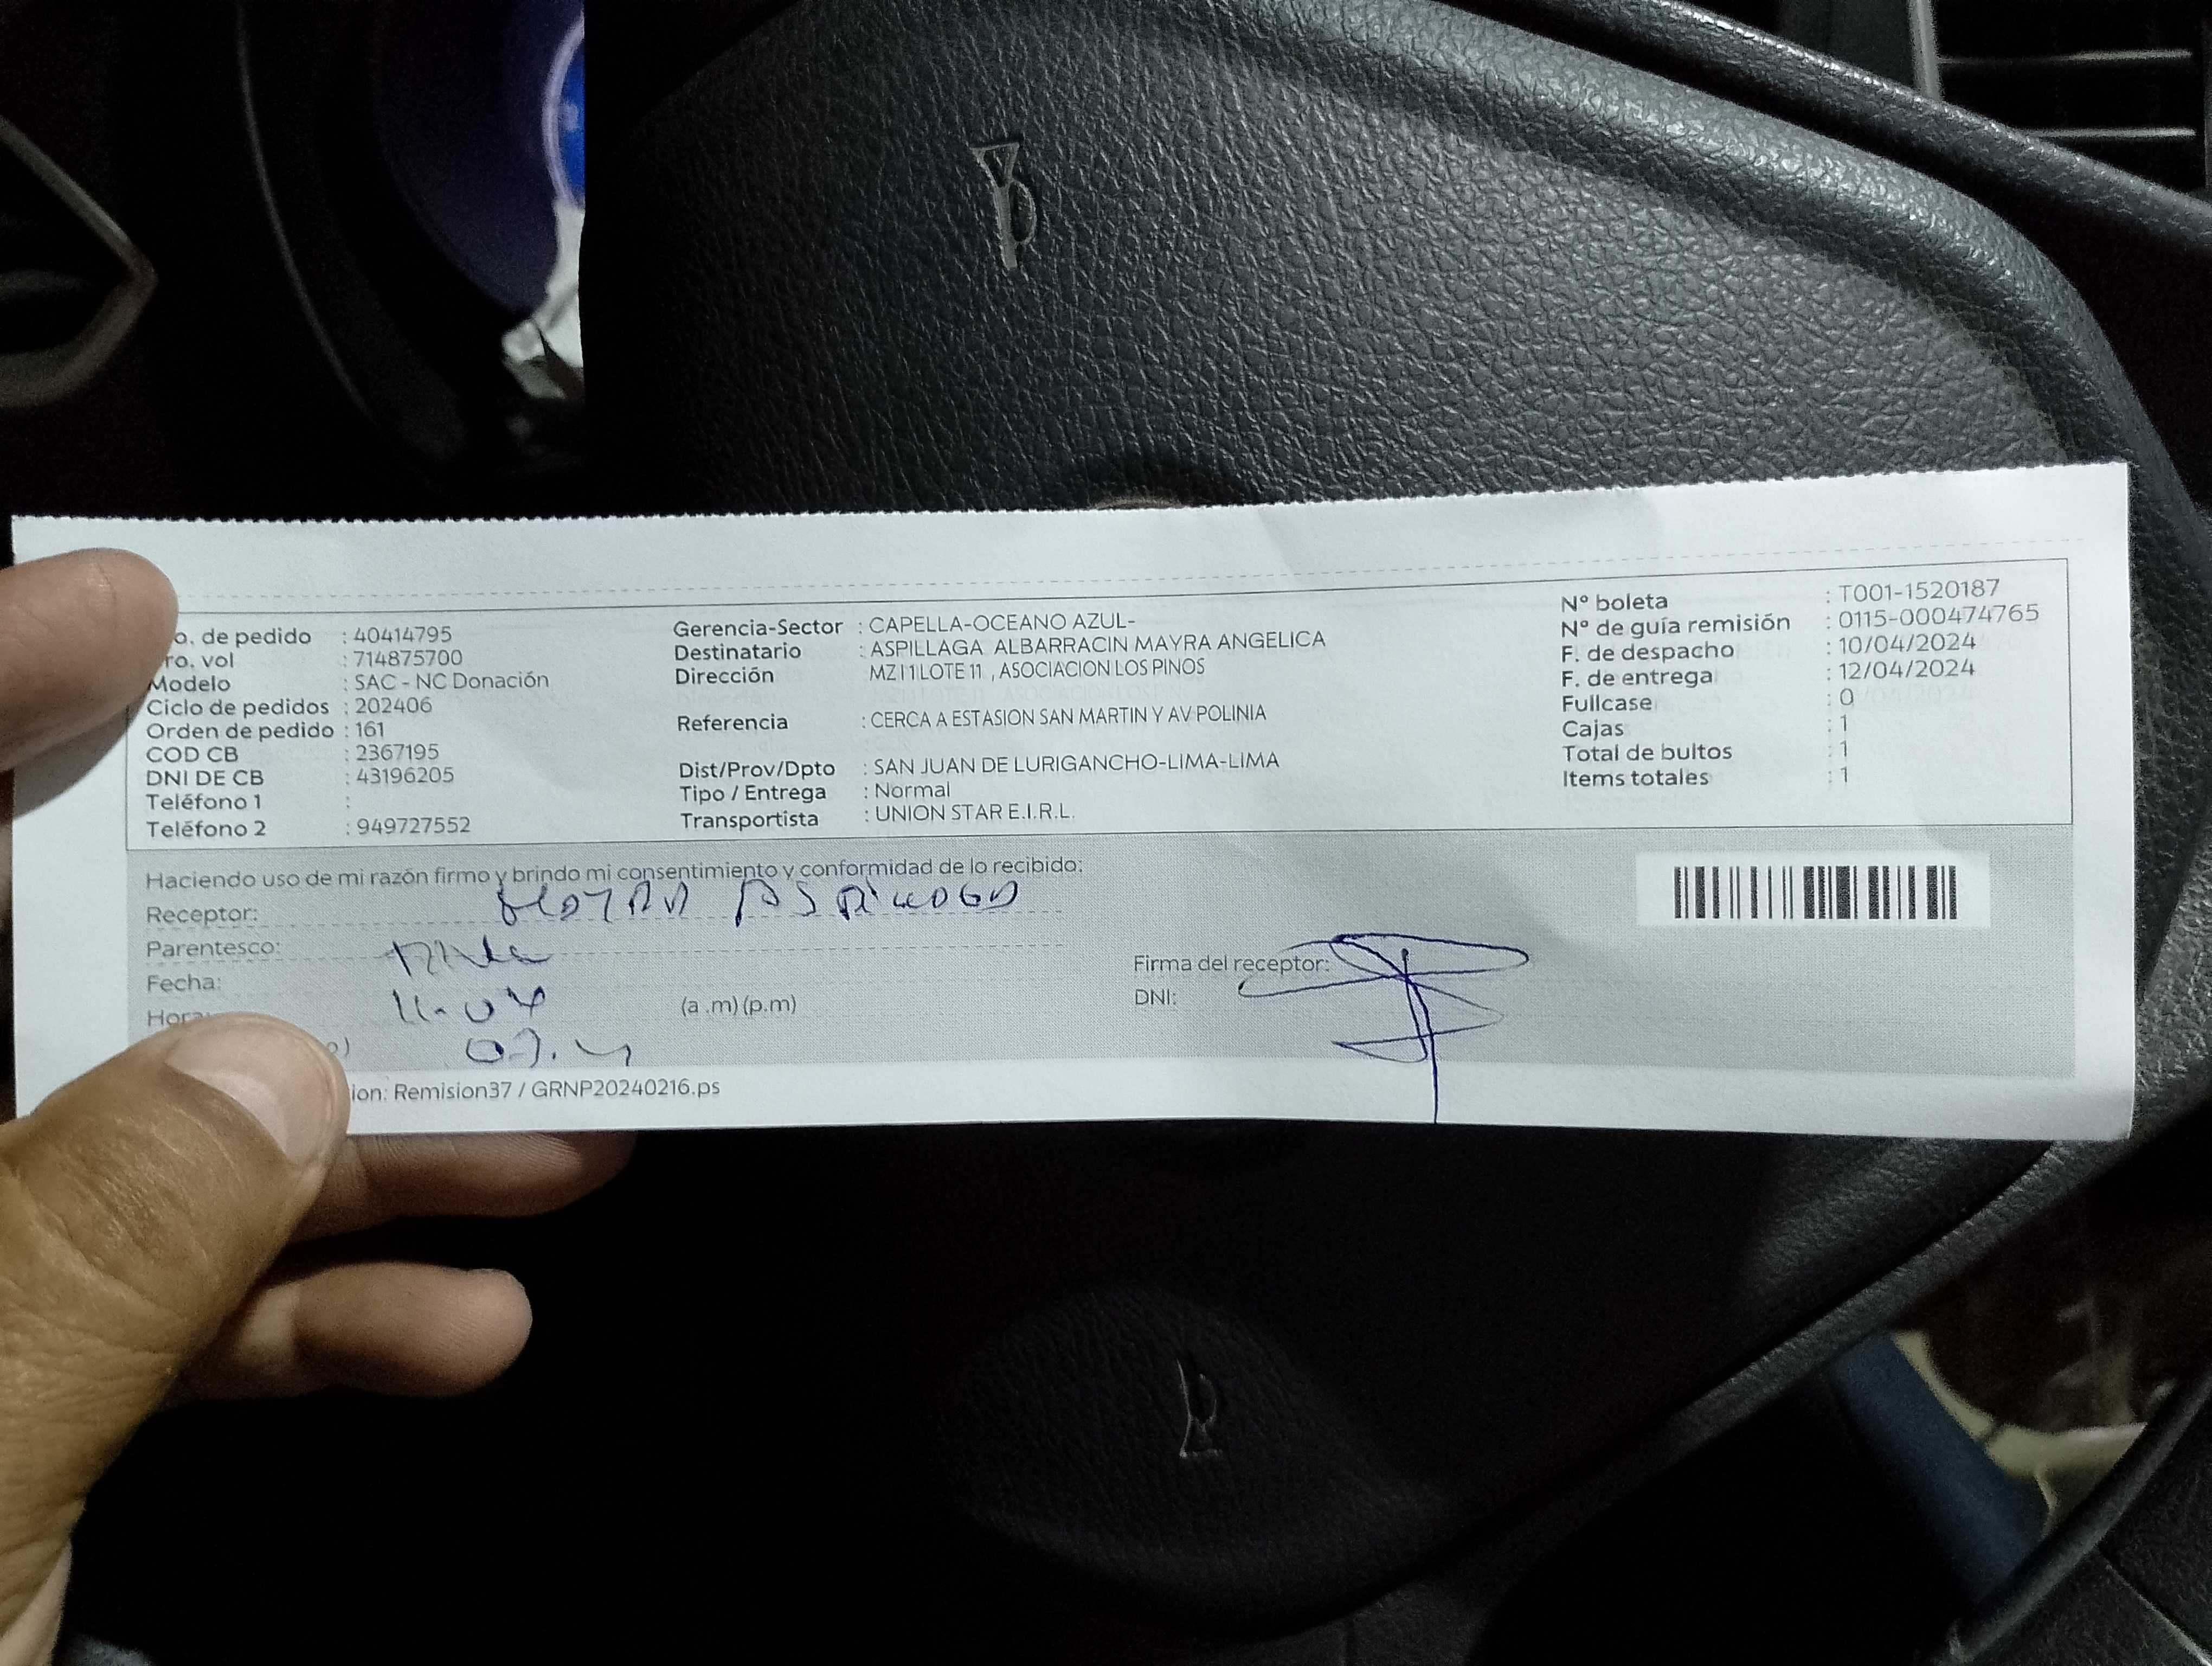 o. de pedido : 40414795
ro. vol : 714875700
Modelo : SAC - NC Donación
Ciclo de pedidos : 202406
Orden de pedido : 161
COD CB : 2367195
DNI DE CB : 43196205
Teléfono 1 :
Teléfono 2 : 949727552
Gerencia-Sector : CAPELLA-OCEANO AZUL-
Destinatario : ASPILLAGA ALBARRACIN MAYRA ANGELICA
Dirección MZ I1 LOTE 11 , ASOCIACION LOS PINOS
Referencia : CERCA A ESTASION SAN MARTIN Y AV POLINIA
Dist/Prov/Dpto : SAN JUAN DE LURIGANCHO-LIMA-LIMA
Tipo / Entrega : Normal
Transportista : UNION STAR E.I.R.L.
Nº boleta : T001-1520187
Nº de guía remisión : 0115-000474765
F. de despacho : 10/04/2024
F. de entrega : 12/04/2024
Fullcase : 0
Cajas : 1
Total de bultos : 1
Items totales : 1
Haciendo uso de mi razón firmo y brindo mi consentimiento y conformidad de lo recibido:
Receptor:
Parentesco:
Fecha:
Hora: (a .m) (p.m)
Firma del receptor:
DNI:
ion: Remision37 / GRNP20240216.ps